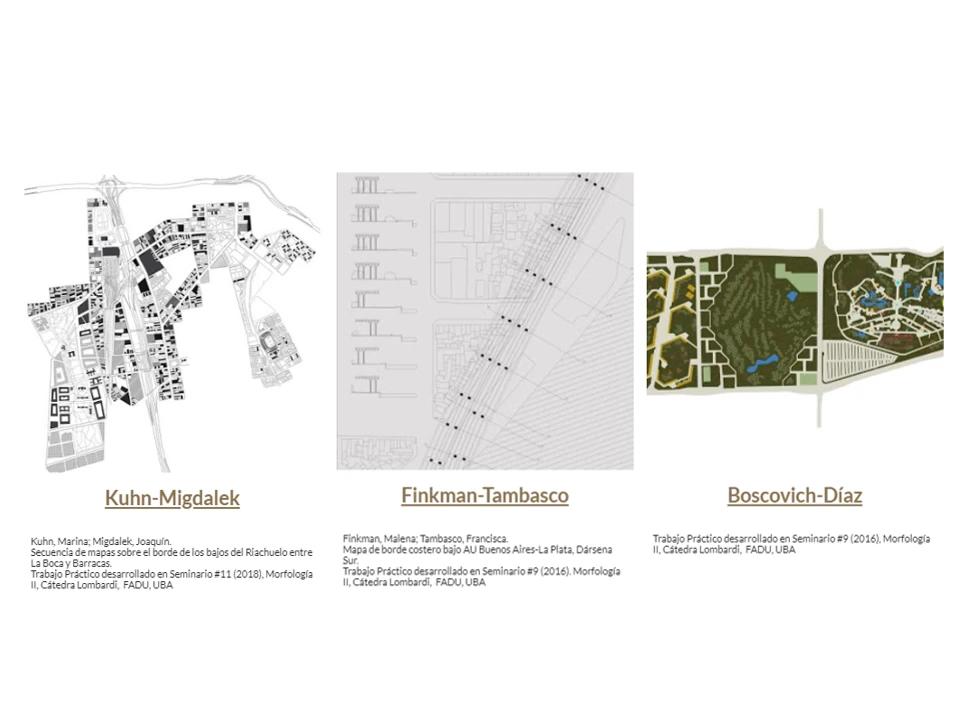 Kuhn-Migdalek
Kuhn, Marina; Migdalek, Joaquín.
Secuencia de mapas sobre el borde de los bajos del Riachuelo entre
La Boca y Barracas.
Trabajo Práctico desarrollado en Seminario #11 (2018), Morfología
II, Cátedra Lombardi, FADU, UBA
Finkman-Tambasco
Finkman, Malena; Tambasco, Francisca.
Mapa de borde costero bajo AU Buenos Aires-La Plata, Dársena
Sur.
Trabajo Práctico desarrollado en Seminario #9 (2016). Morfología
II, Cátedra Lombardi, FADU, UBA
Boscovich-Díaz
Trabajo Práctico desarrollado en Seminario #9 (2016), Morfología
II, Cátedra Lombardi, FADU, UBA